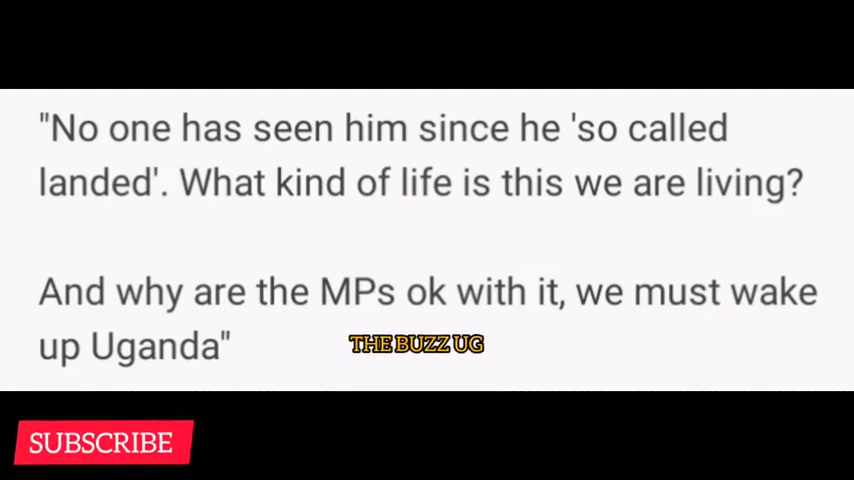 "No one has seen him since he 'so called
landed'. What kind of life is this we are living?
And why are the MPs ok with it, we must wake
up Uganda"
THE BUZZ UG
SUBSCRIBE